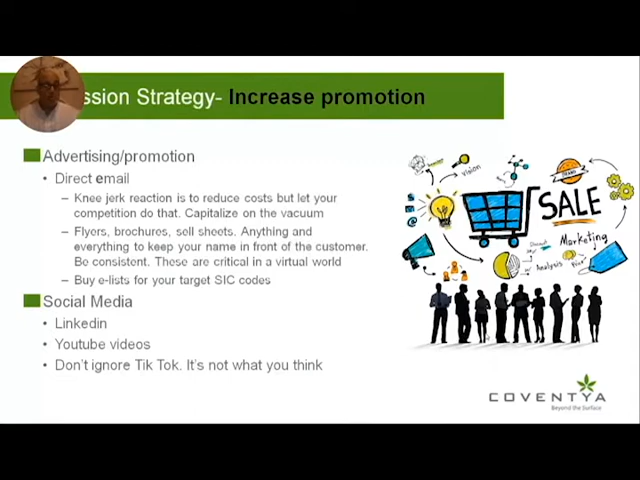 ssion Strategy- Increase promotion
Advertising/promotion
• Direct email
– Knee jerk reaction is to reduce costs but let your
competition do that. Capitalize on the vacuum
– Flyers, brochures, sell sheets. Anything and
everything to keep your name in front of the customer.
Be consistent. These are critical in a virtual world
– Buy e-lists for your target SIC codes
Social Media
• Linkedin
• Youtube videos
• Don't ignore Tik Tok. It's not what you think
Vision
SALE
Marketing
Analysis
COVENTYA
Beyond the Surface